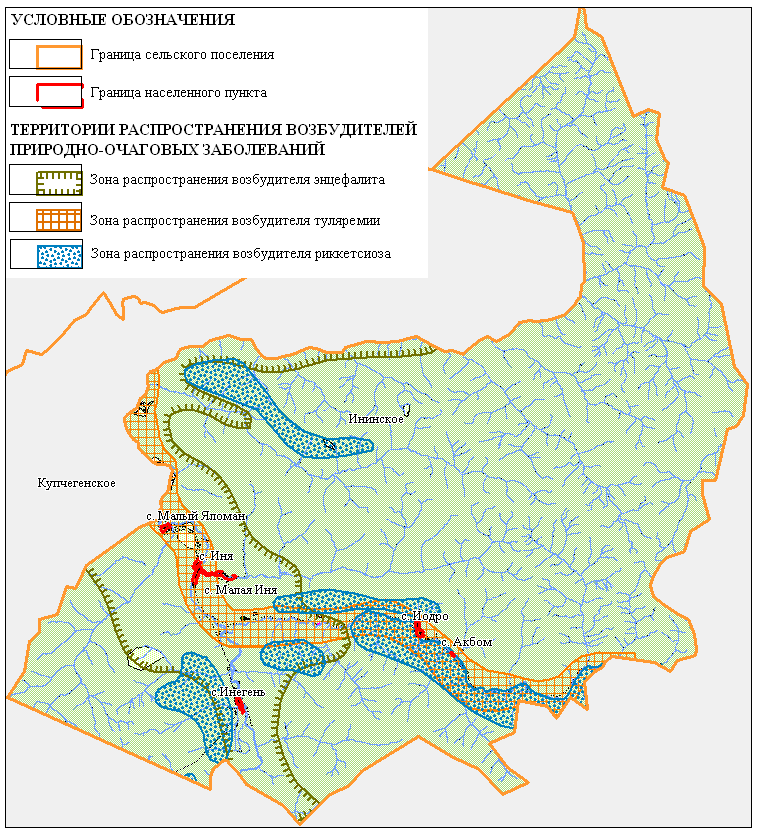 УСЛОВНЫЕ ОБОЗНАЧЕНИЯ
Граница сельского поселения
Граница населенного пункта
ТЕРРИТОРИИ РАСПРОСТРАНЕНИЯ ВОЗБУДИТЕЛЕЙ
ПРИРОДНО-ОЧАГОВЫХ ЗАБОЛЕВАНИЙ
Зона распространения возбудителя энцефалита
Зона распространения возбудителя туляремии
Зона распространения возбудителя риккетсиоза
Ининское
Купчегенское
с. Малый Яломан
с. Иня
с. Малая Иня
с. Иодро
с. Акбом
с.Инегень